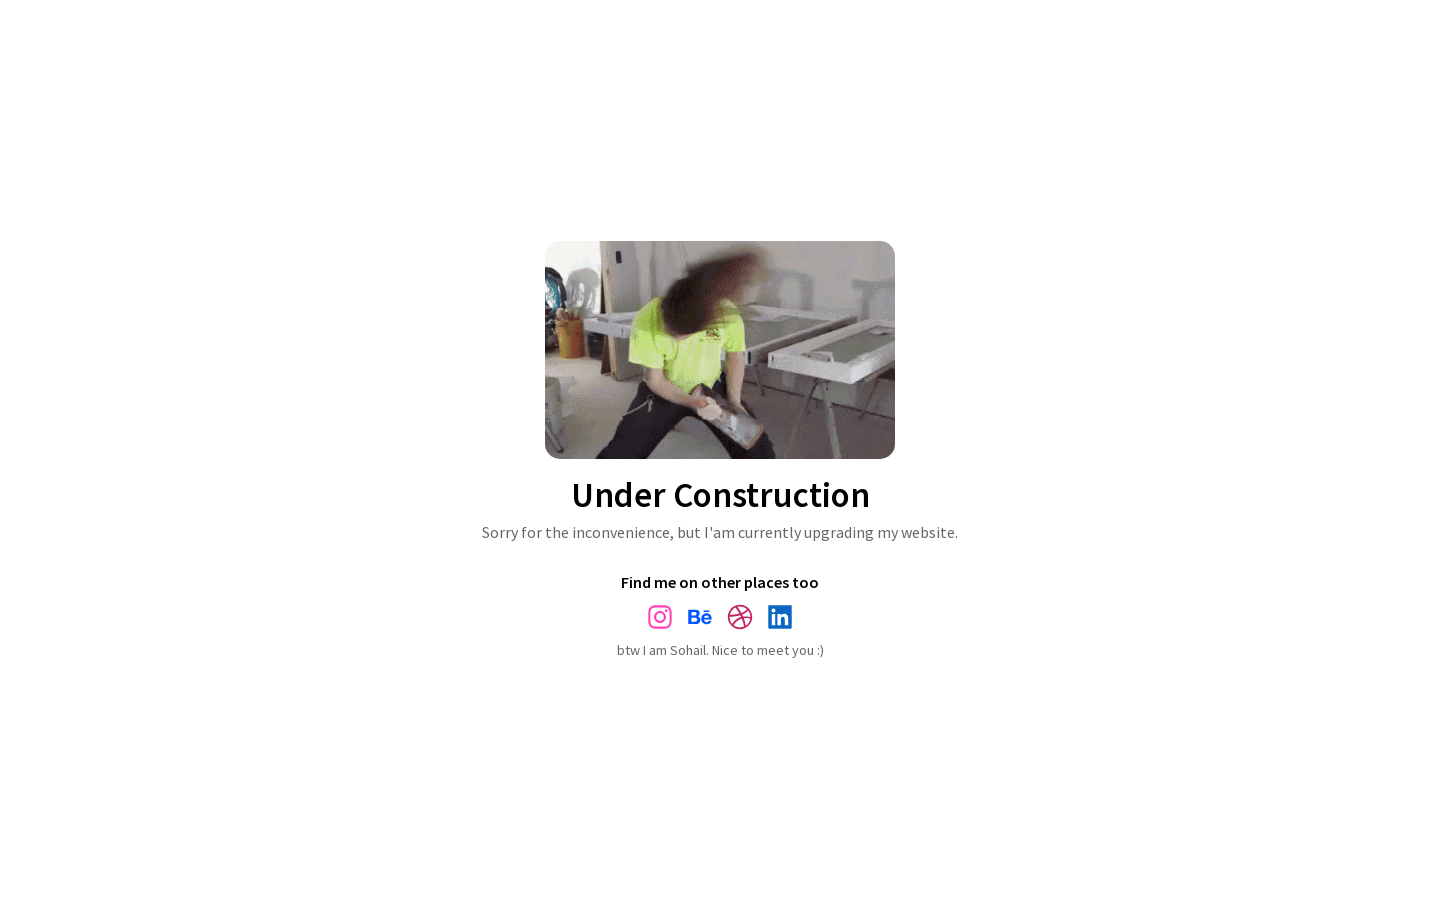 Under Construction
Sorry for the inconvenience, but I'am currently upgrading my website.
Find me on other places too
Bē
in
btw I am Sohail. Nice to meet you :)